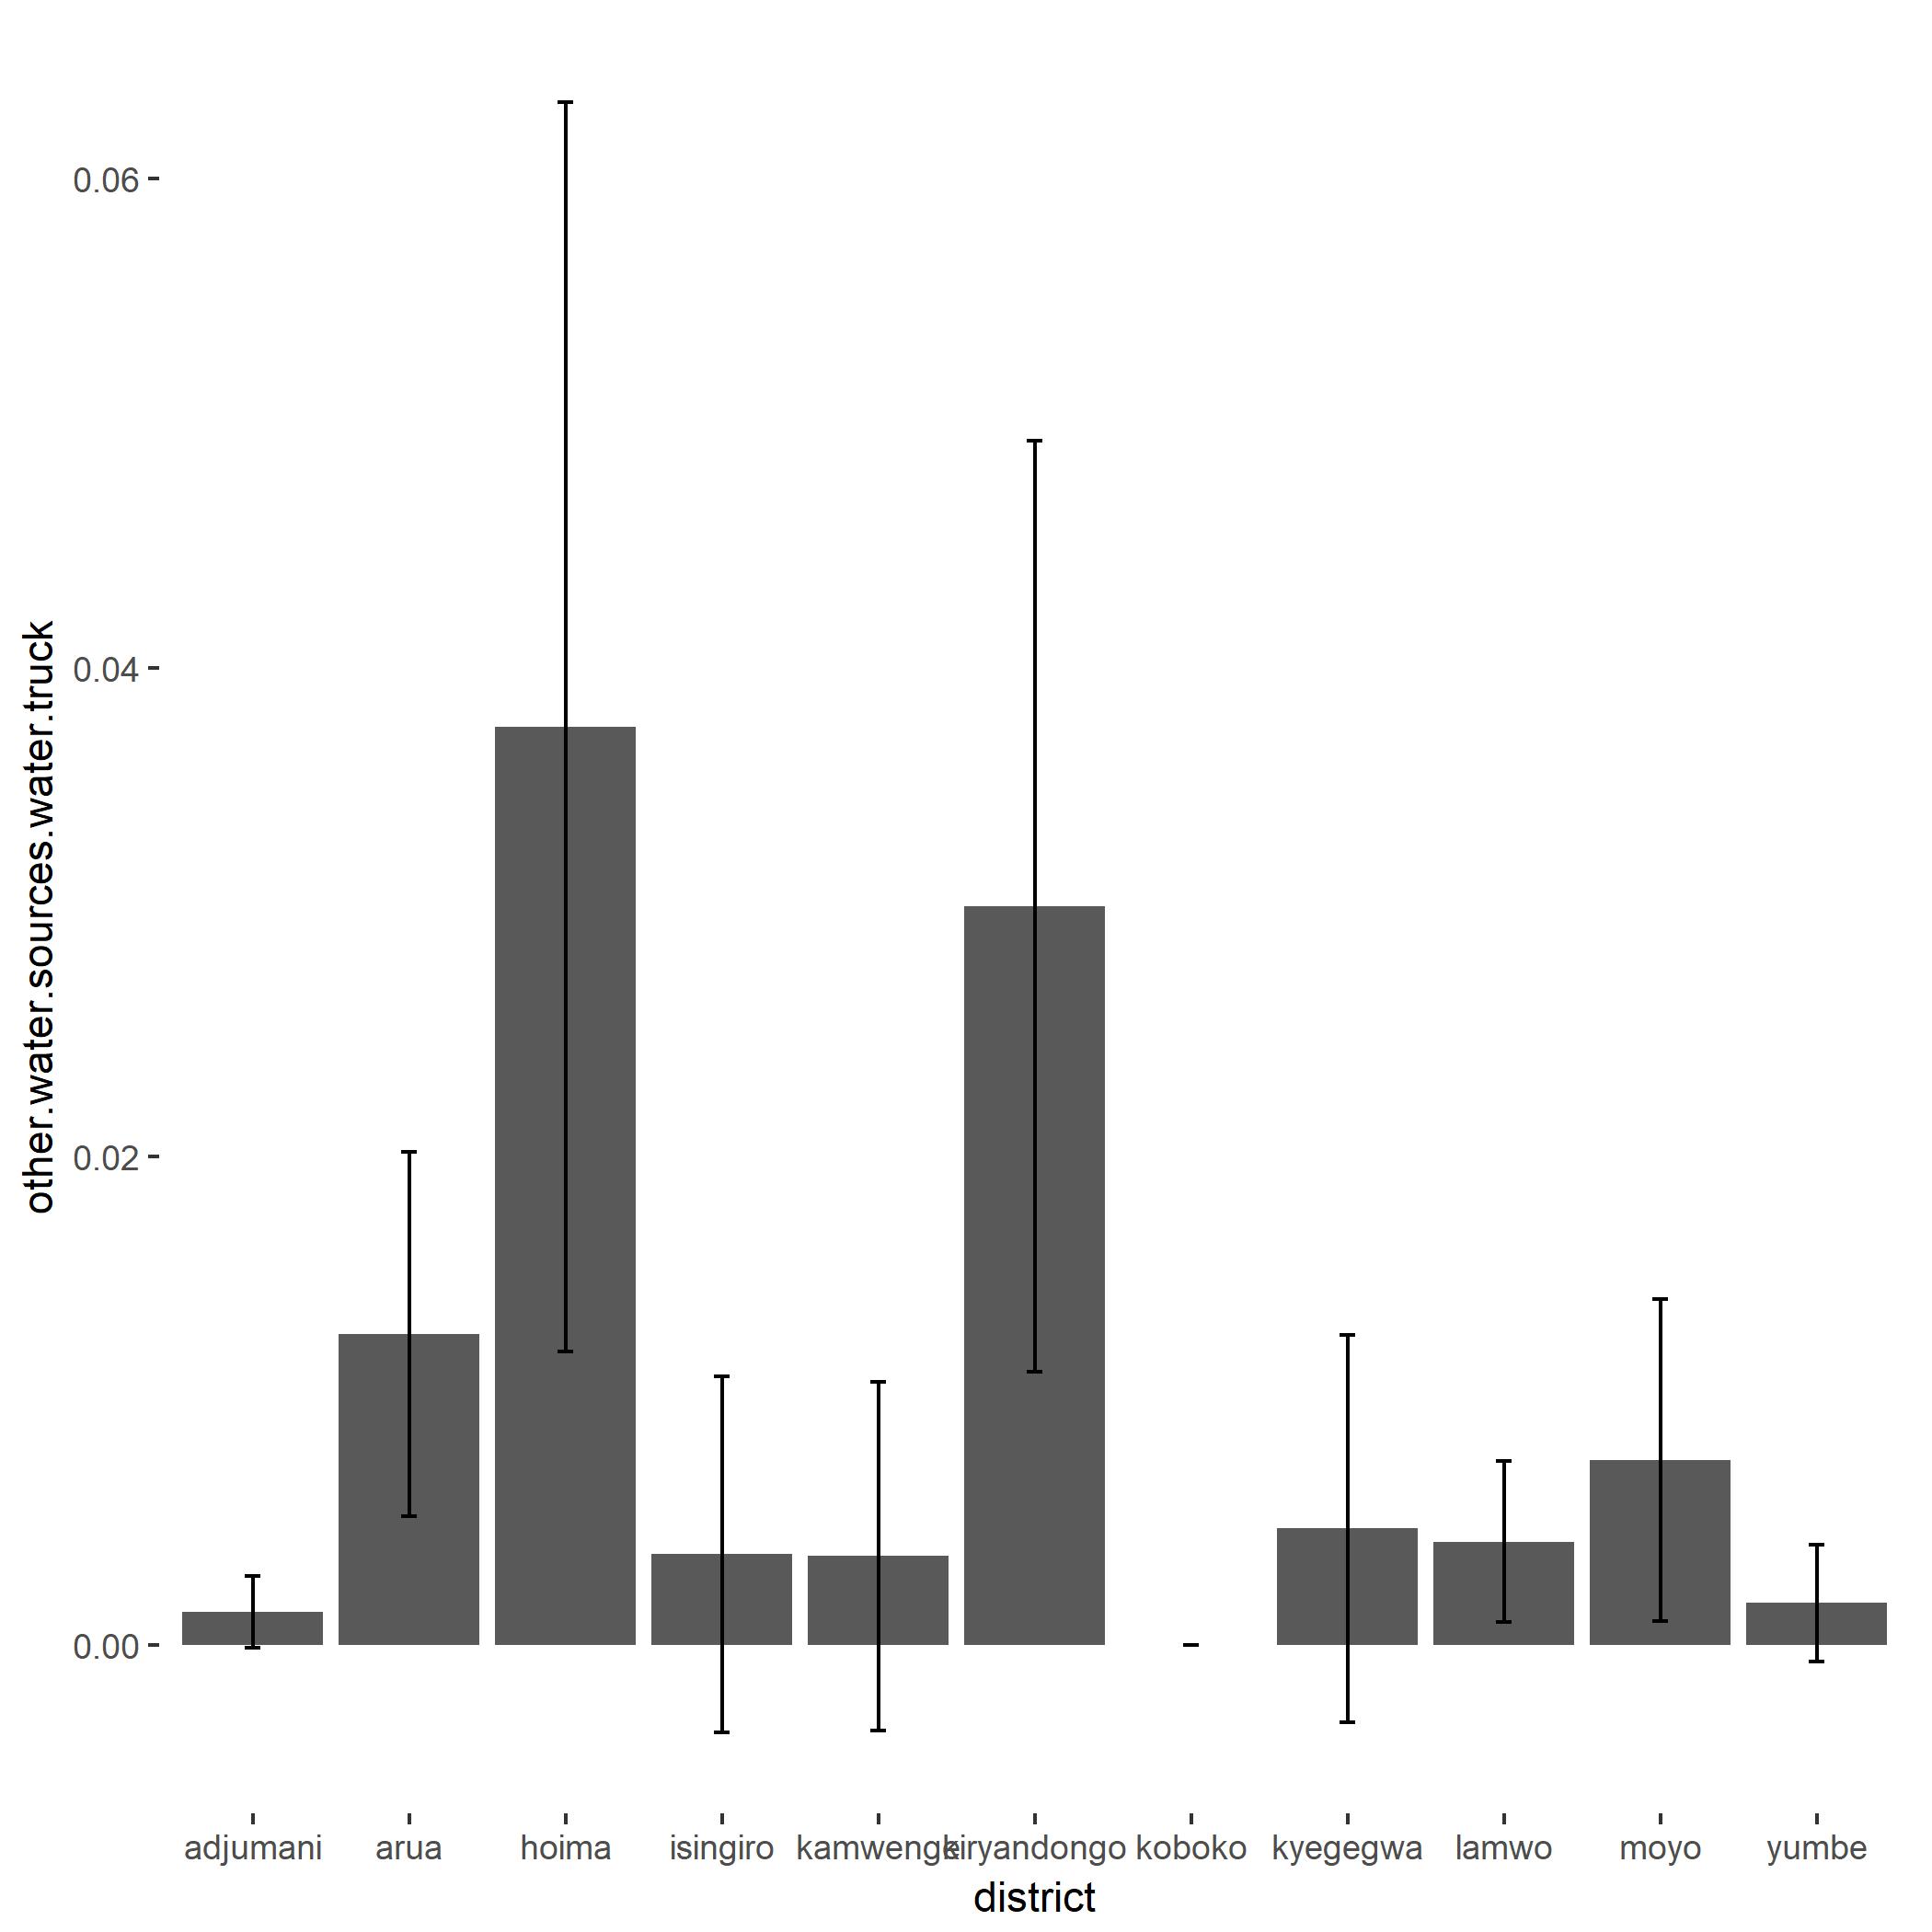 other.water.sources.water.truck
0.06
0.04
0.02
0.00
adjumani arua hoima isingiro kamwenge kiryandongo koboko kyegegwa lamwo moyo yumbe
district